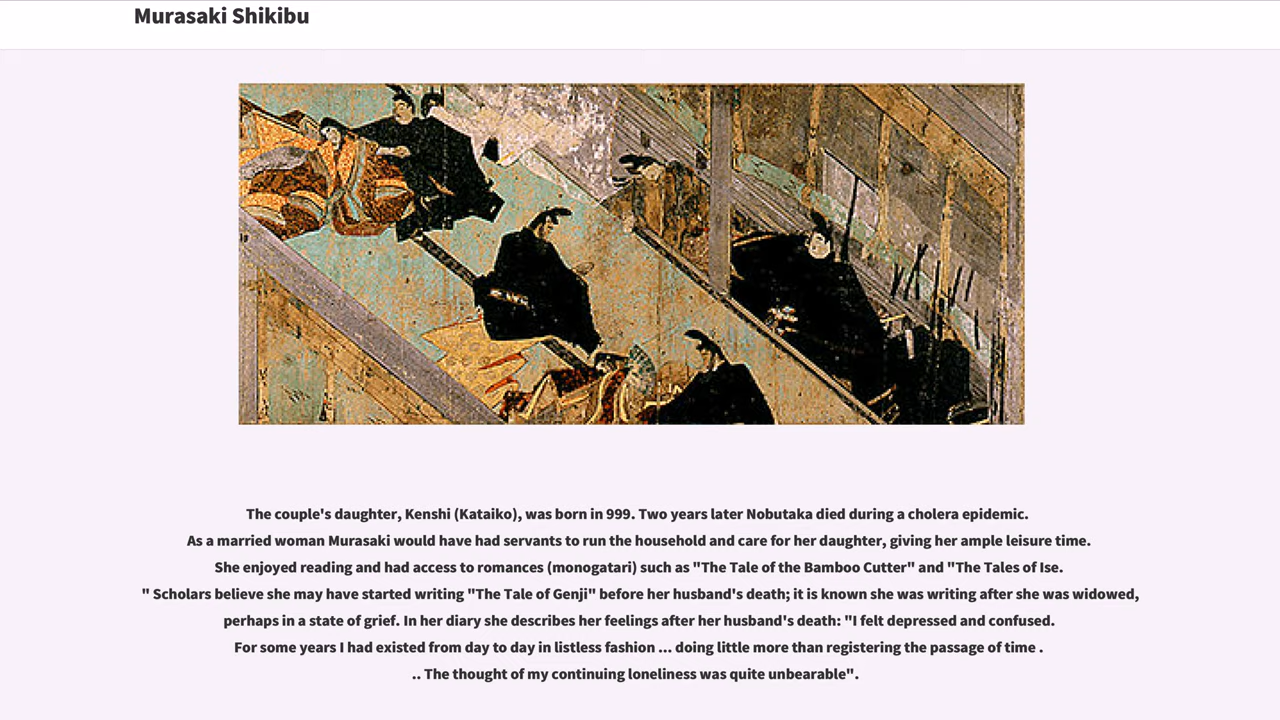 Murasaki Shikibu
The couple's daughter, Kenshi (Kataiko), was born in 999. Two years later Nobutaka died during a cholera epidemic.
As a married woman Murasaki would have had servants to run the household and care for her daughter, giving her ample leisure time.
She enjoyed reading and had access to romances (monogatari) such as "The Tale of the Bamboo Cutter" and "The Tales of Ise.
" Scholars believe she may have started writing "The Tale of Genji" before her husband's death; it is known she was writing after she was widowed,
perhaps in a state of grief. In her diary she describes her feelings after her husband's death: "I felt depressed and confused.
For some years I had existed from day to day in listless fashion ... doing little more than registering the passage of time .
.. The thought of my continuing loneliness was quite unbearable".